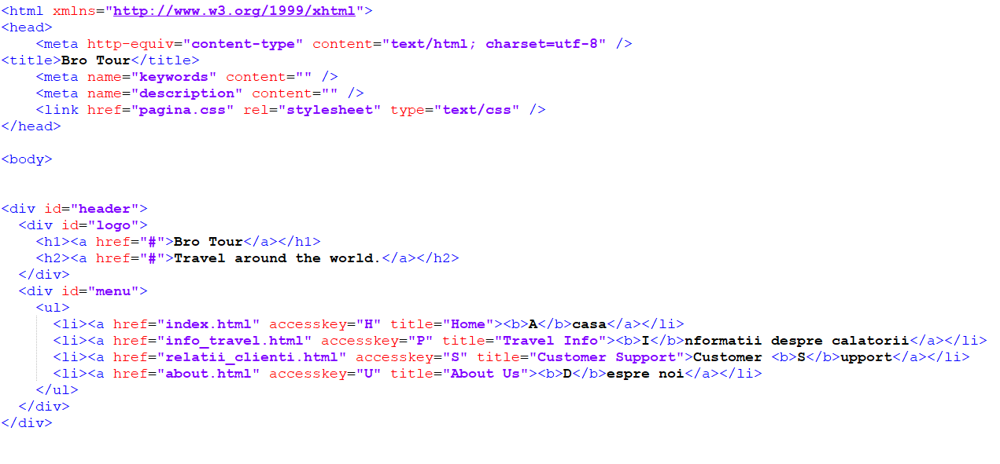 <html xmlns="http://www.w3.org/1999/xhtml">
<head>
    <meta http-equiv="content-type" content="text/html; charset=utf-8" />
<title>Bro Tour</title>
    <meta name="keywords" content="" />
    <meta name="description" content="" />
    <link href="pagina.css" rel="stylesheet" type="text/css" />
</head>
<body>
<div id="header">
  <div id="logo">
    <h1><a href="#">Bro Tour</a></h1>
    <h2><a href="#">Travel around the world.</a></h2>
  </div>
  <div id="menu">
    <ul>
      <li><a href="index.html" accesskey="H" title="Home"><b>A</b>casa</a></li>
      <li><a href="info_travel.html" accesskey="P" title="Travel Info"><b>I</b>nformatii despre calatorii</a></li>
      <li><a href="relatii_clienti.html" accesskey="S" title="Customer Support">Customer <b>S</b>upport</a></li>
      <li><a href="about.html" accesskey="U" title="About Us"><b>D</b>espre noi</a></li>
    </ul>
  </div>
</div>